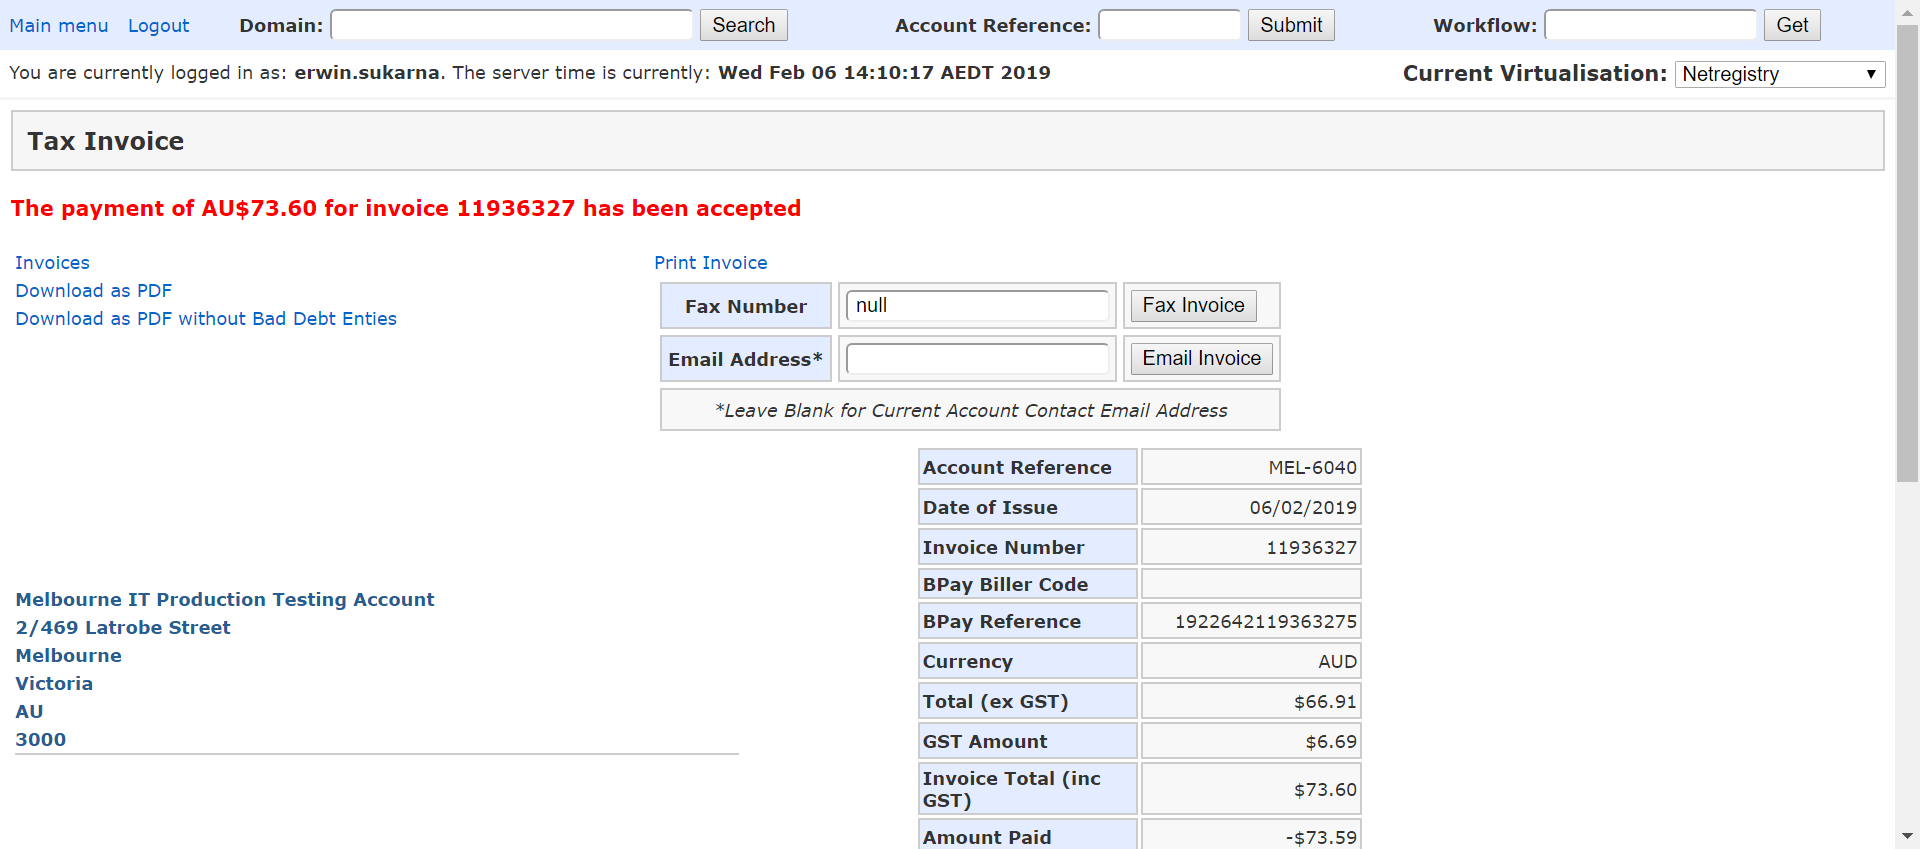 Main menu Logout Domain: Search Account Reference: Submit Workflow: Get
You are currently logged in as: erwin.sukarna. The server time is currently: Wed Feb 06 14:10:17 AEDT 2019 Current Virtualisation: Netregistry
Tax Invoice
The payment of AU$73.60 for invoice 11936327 has been accepted
Invoices
Download as PDF
Download as PDF without Bad Debt Enties
Print Invoice
Fax Number null Fax Invoice
Email Address* Email Invoice
*Leave Blank for Current Account Contact Email Address
Melbourne IT Production Testing Account
2/469 Latrobe Street
Melbourne
Victoria
AU
3000
Account Reference MEL-6040
Date of Issue 06/02/2019
Invoice Number 11936327
BPay Biller Code
BPay Reference 1922642119363275
Currency AUD
Total (ex GST) $66.91
GST Amount $6.69
Invoice Total (inc
GST) $73.60
Amount Paid -$73.59